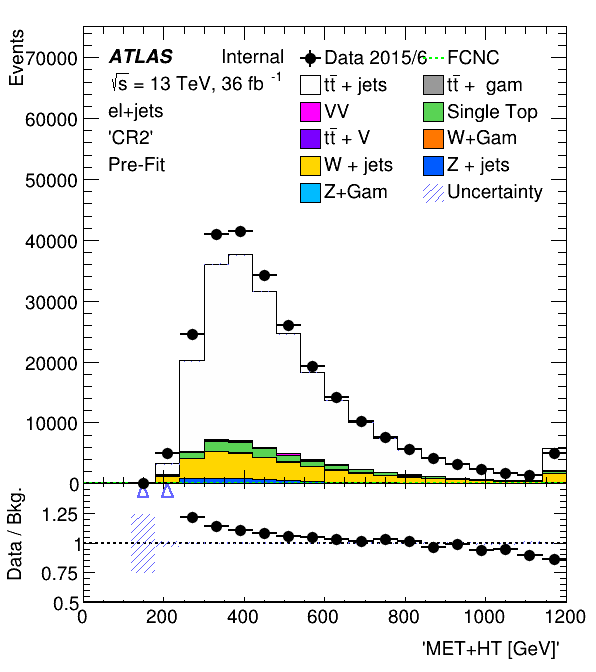 Events
70000
60000
50000
40000
30000
20000
10000
0
ATLAS Internal
√s = 13 TeV, 36 fb -1
el+jets
'CR2'
Pre-Fit
Data 2015/6 FCNC
tt̄ + jets tt̄ + gam
VV Single Top
tt̄ + V W+Gam
W + jets Z + jets
Z+Gam Uncertainty
Data / Bkg.
1.25
1
0.75
0.5
0 200 400 600 800 1000 1200
'MET+HT [GeV]'